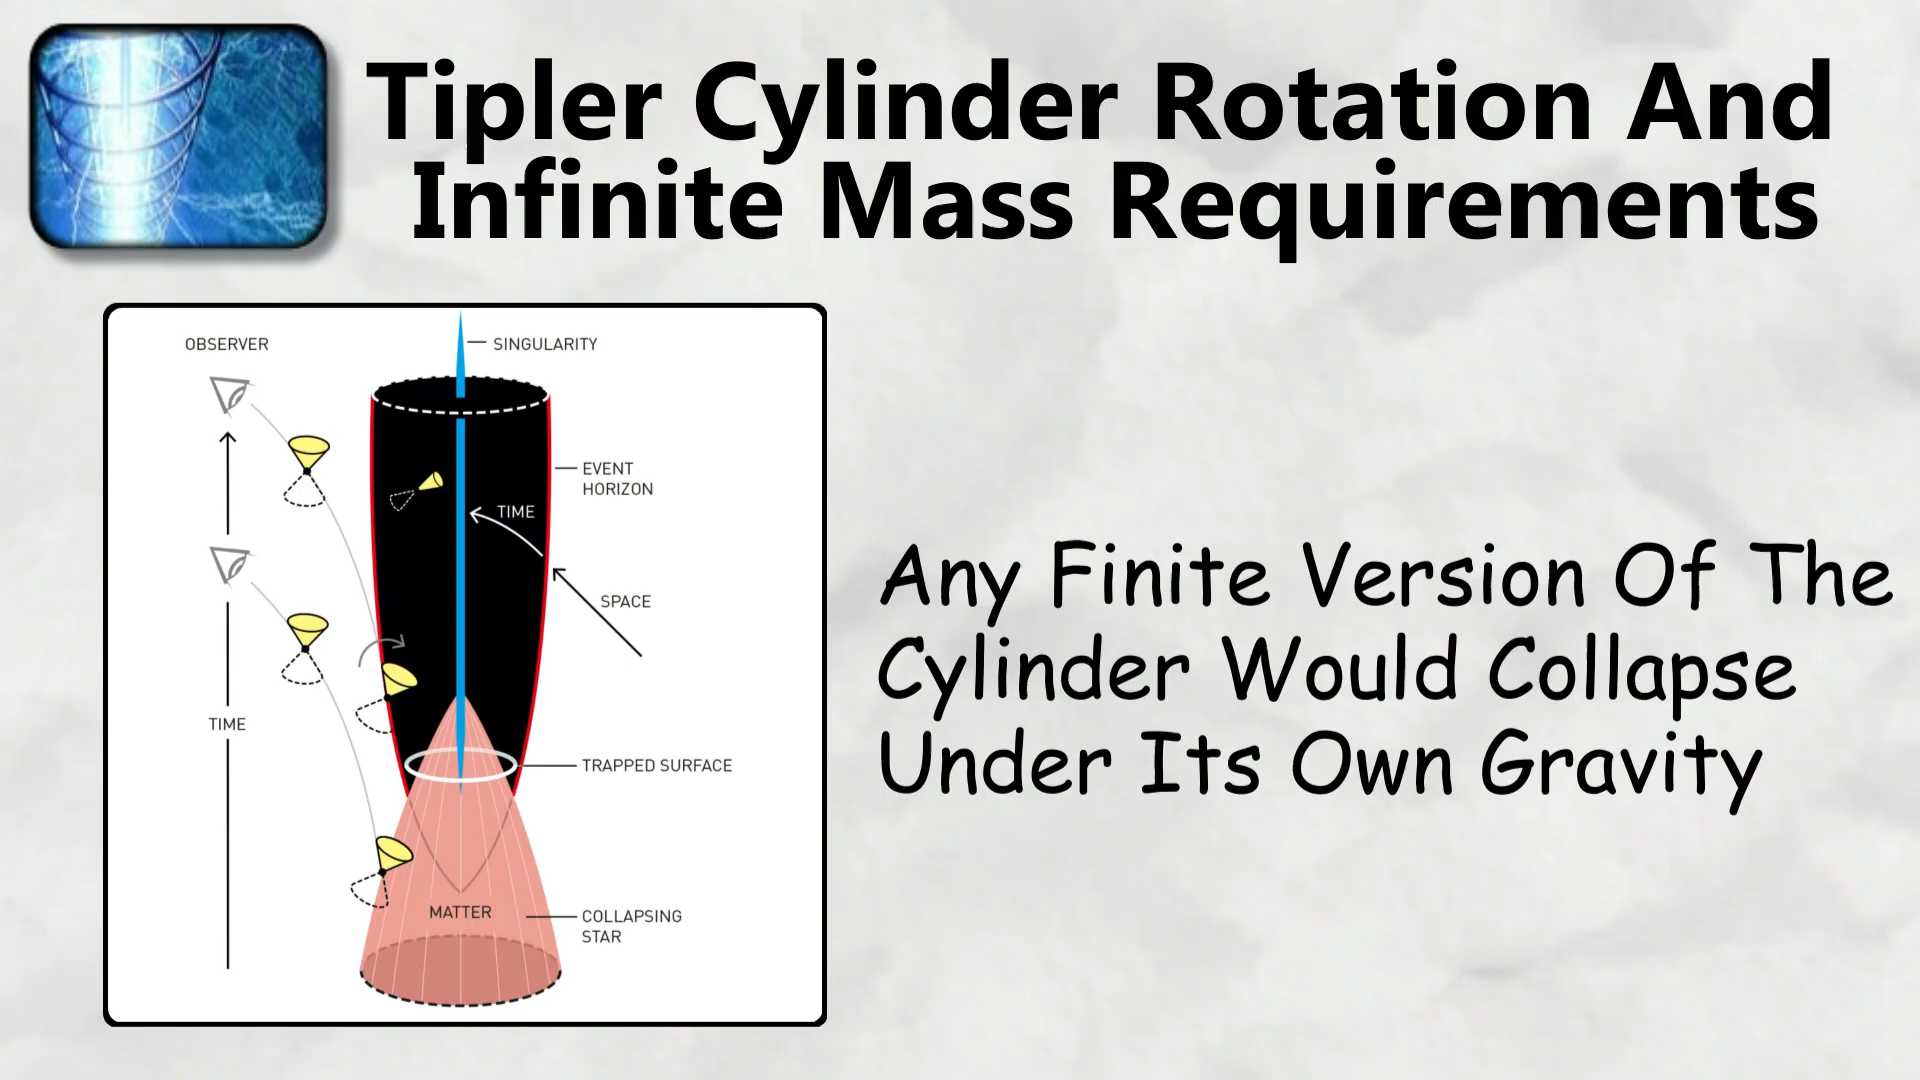 Tipler Cylinder Rotation And
Infinite Mass Requirements
OBSERVER
SINGULARITY
EVENT
HORIZON
TIME
SPACE
TIME
TRAPPED SURFACE
MATTER
COLLAPSING
STAR
Any Finite Version Of The
Cylinder Would Collapse
Under Its Own Gravity